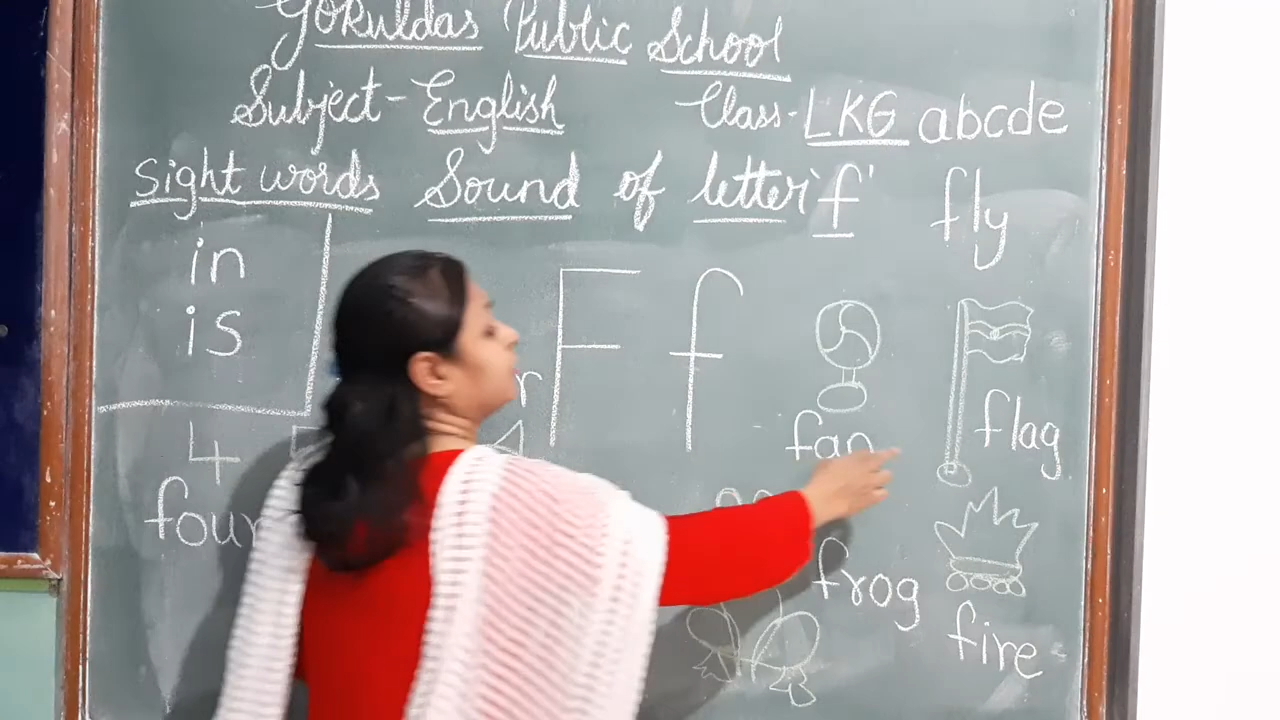 Gokuldas Public School
Subject - English Class - LKG abcde
sight words Sound of letter 'f' fly
in
is
F f
fan
flag
4
four
frog
fire